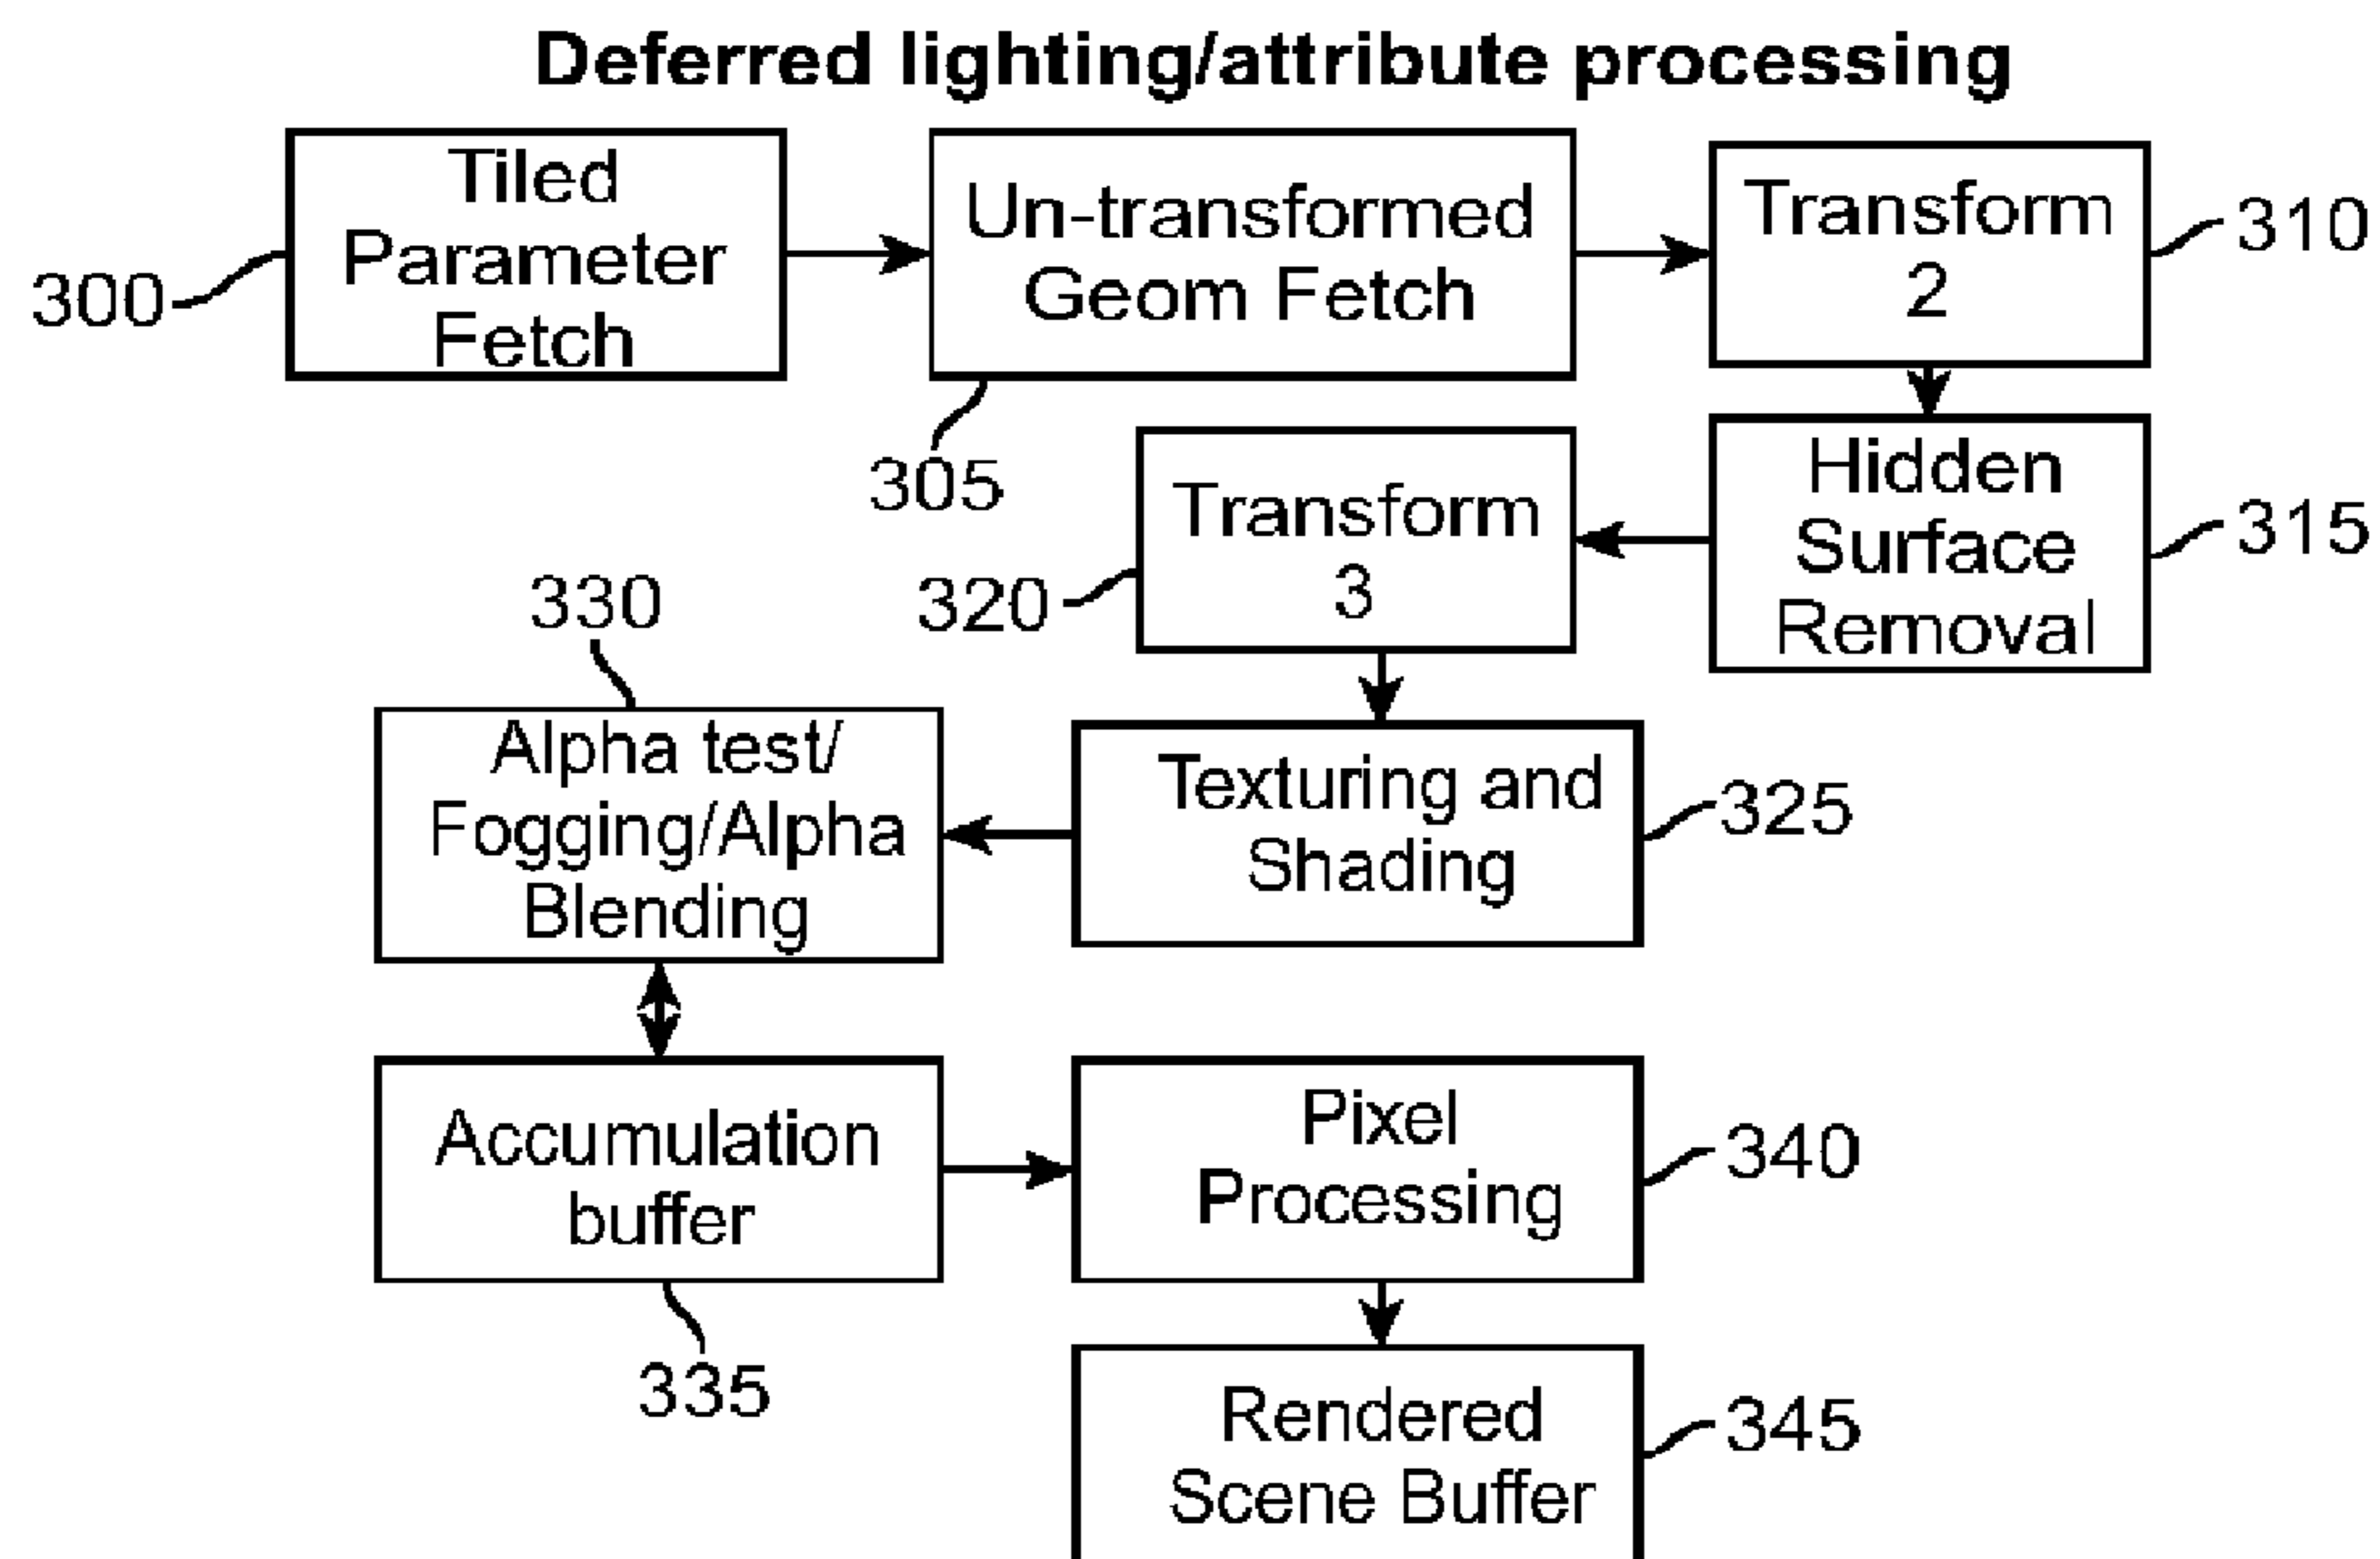 Deferred lighting/attribute processing
Tiled
Parameter
Fetch
300
Un-transformed
Geom Fetch
305
Transform
2
310
Hidden
Surface
Removal
315
Transform
3
320
Texturing and
Shading
325
330
Alpha test/
Fogging/Alpha
Blending
Accumulation
buffer
335
Pixel
Processing
340
Rendered
Scene Buffer
345